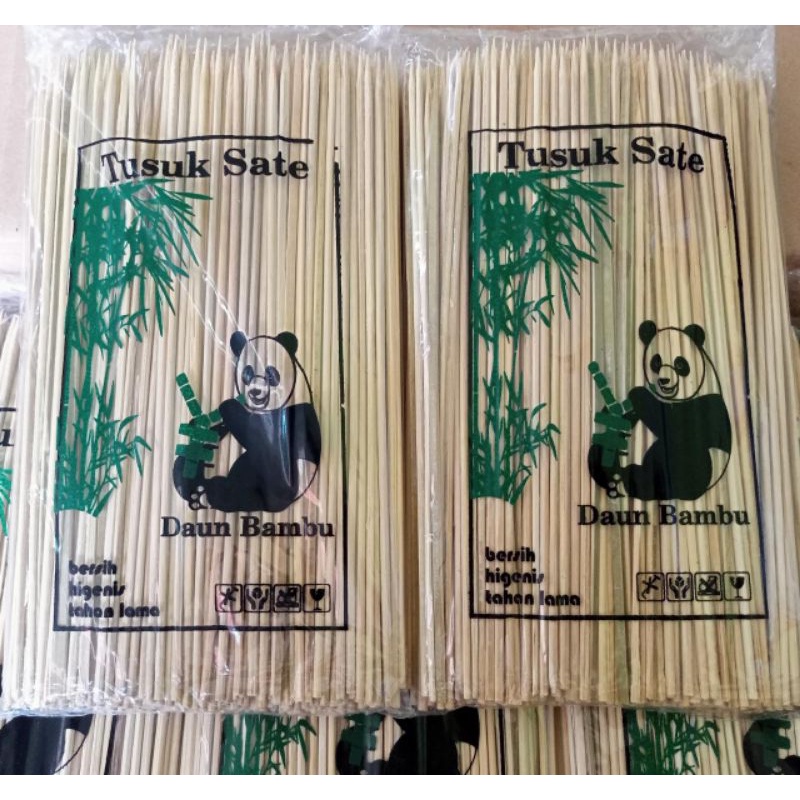 Tusuk Sate
Daun Bambu
bersih
higenis
tahan lama
Tusuk Sate
Daun Bambu
bersih
higenis
tahan lama
u